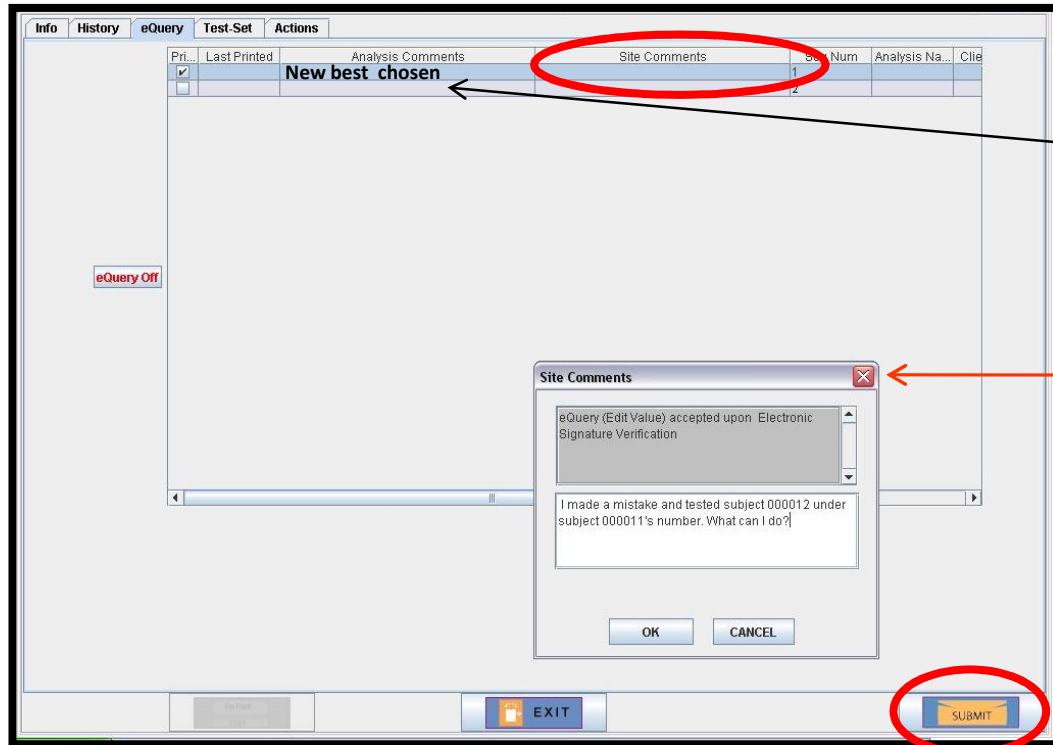 Info History eQuery Test-Set Actions
Pri... Last Printed Analysis Comments Site Comments Num Analysis Na... Clie
New best chosen 1
2
eQuery Off
Site Comments
eQuery (Edit Value) accepted upon Electronic
Signature Verification
I made a mistake and tested subject 000012 under
subject 000011's number. What can I do?
OK CANCEL
EXIT SUBMIT